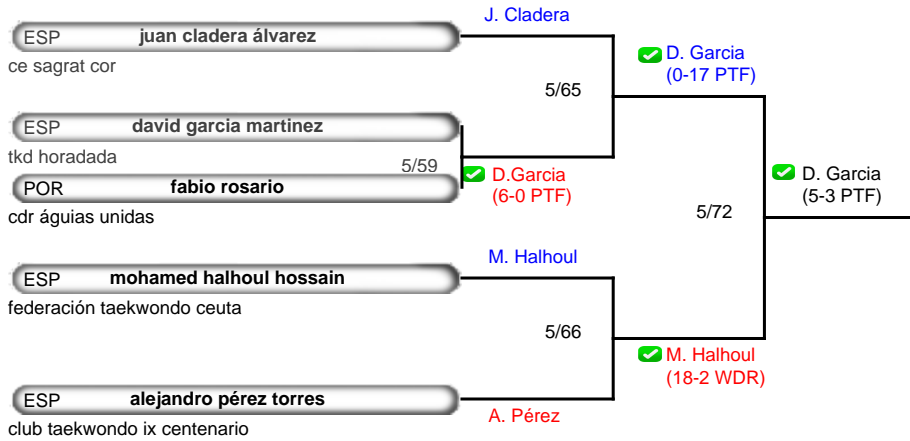 J. Cladera
ESP juan cladera álvarez
ce sagrat cor
D. Garcia
(0-17 PTF)
5/65
ESP david garcia martinez
tkd horadada
5/59
D.Garcia
(6-0 PTF)
POR fabio rosario
cdr águias unidas
D. Garcia
(5-3 PTF)
5/72
M. Halhoul
ESP mohamed halhoul hossain
federación taekwondo ceuta
5/66
M. Halhoul
(18-2 WDR)
ESP alejandro pérez torres
A. Pérez
club taekwondo ix centenario